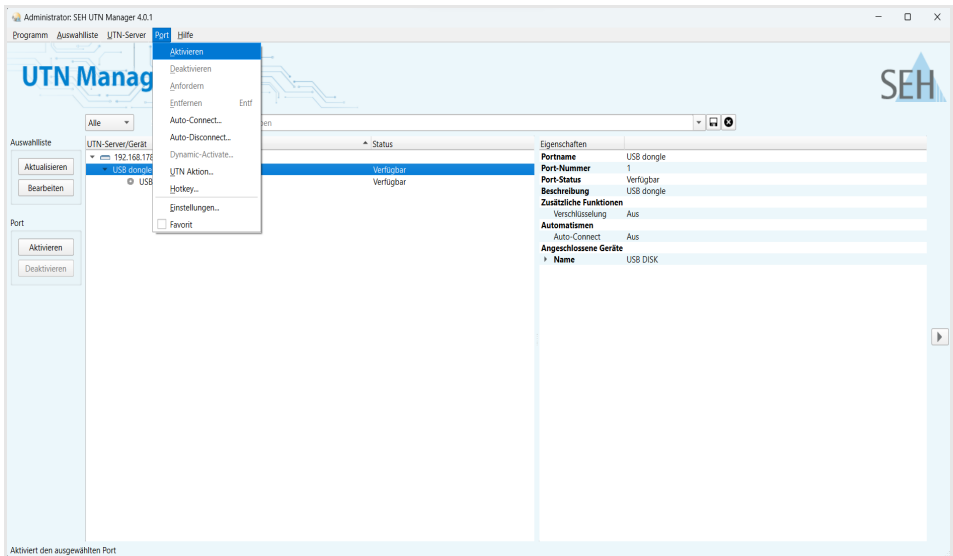 Administrator: SEH UTN Manager 4.0.1
Programm Auswahlliste UTN-Server Port Hilfe
UTN Manag
SEH
Aktivieren
Deaktivieren
Anfordern
Entfernen Entf
Auto-Connect...
Auto-Disconnect...
Dynamic-Activate...
UTN Aktion...
Hotkey...
Einstellungen...
Favorit
Alle
en
Auswahlliste
Aktualisieren
Bearbeiten
Port
Aktivieren
Deaktivieren
UTN-Server/Gerät Status
192.168.178
USB dongle Verfügbar
USB Verfügbar
Eigenschaften
Portname USB dongle
Port-Nummer 1
Port-Status Verfügbar
Beschreibung USB dongle
Zusätzliche Funktionen
Verschlüsselung Aus
Automatismen
Auto-Connect Aus
Angeschlossene Geräte
Name USB DISK
Aktiviert den ausgewählten Port